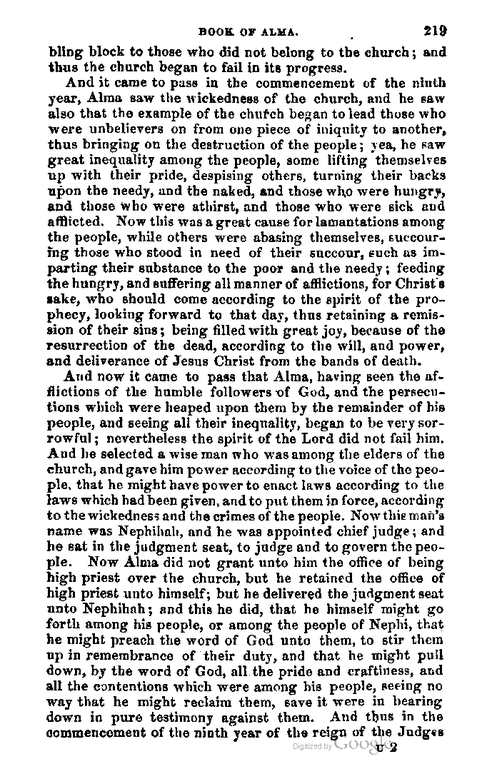 BOOK OF ALMA. 219
bling block to those who did not belong to the church; and
thus the church began to fail in its progress.
And it came to pass in the commencement of the ninth
year, Alma saw the wickedness of the church, and he saw
also that the example of the church began to lead those who
were unbelievers on from one piece of iniquity to another,
thus bringing on the destruction of the people; yea, he saw
great inequality among the people, some lifting themselves
up with their pride, despising others, turning their backs
upon the needy, and the naked, and those who were hungry,
and those who were athirst, and those who were sick and
afflicted. Now this was a great cause for lamantations among
the people, while others were abasing themselves, succour-
ing those who stood in need of their succour, such as im-
parting their substance to the poor and the needy; feeding
the hungry, and suffering all manner of afflictions, for Christ's
sake, who should come according to the spirit of the pro-
phecy, looking forward to that day, thus retaining a remis-
sion of their sins; being filled with great joy, because of the
resurrection of the dead, according to the will, and power,
and deliverance of Jesus Christ from the bands of death.
And now it came to pass that Alma, having seen the af-
flictions of the humble followers of God, and the persecu-
tions which were heaped upon them by the remainder of his
people, and seeing all their inequality, began to be very sor-
rowful; nevertheless the spirit of the Lord did not fail him.
And he selected a wise man who was among the elders of the
church, and gave him power according to the voice of the peo-
ple, that he might have power to enact laws according to the
laws which had been given, and to put them in force, according
to the wickedness and the crimes of the people. Now this man's
name was Nephihah, and he was appointed chief judge; and
he sat in the judgment seat, to judge and to govern the peo-
ple. Now Alma did not grant unto him the office of being
high priest over the church, but he retained the office of
high priest unto himself; but he delivered the judgment seat
unto Nephihah; and this he did, that he himself might go
forth among his people, or among the people of Nephi, that
he might preach the word of God unto them, to stir them
up in remembrance of their duty, and that he might pull
down, by the word of God, all the pride and craftiness, and
all the contentions which were among his people, seeing no
way that he might reclaim them, save it were in bearing
down in pure testimony against them. And thus in the
commencement of the ninth year of the reign of the Judges
Digitized by Google U 2